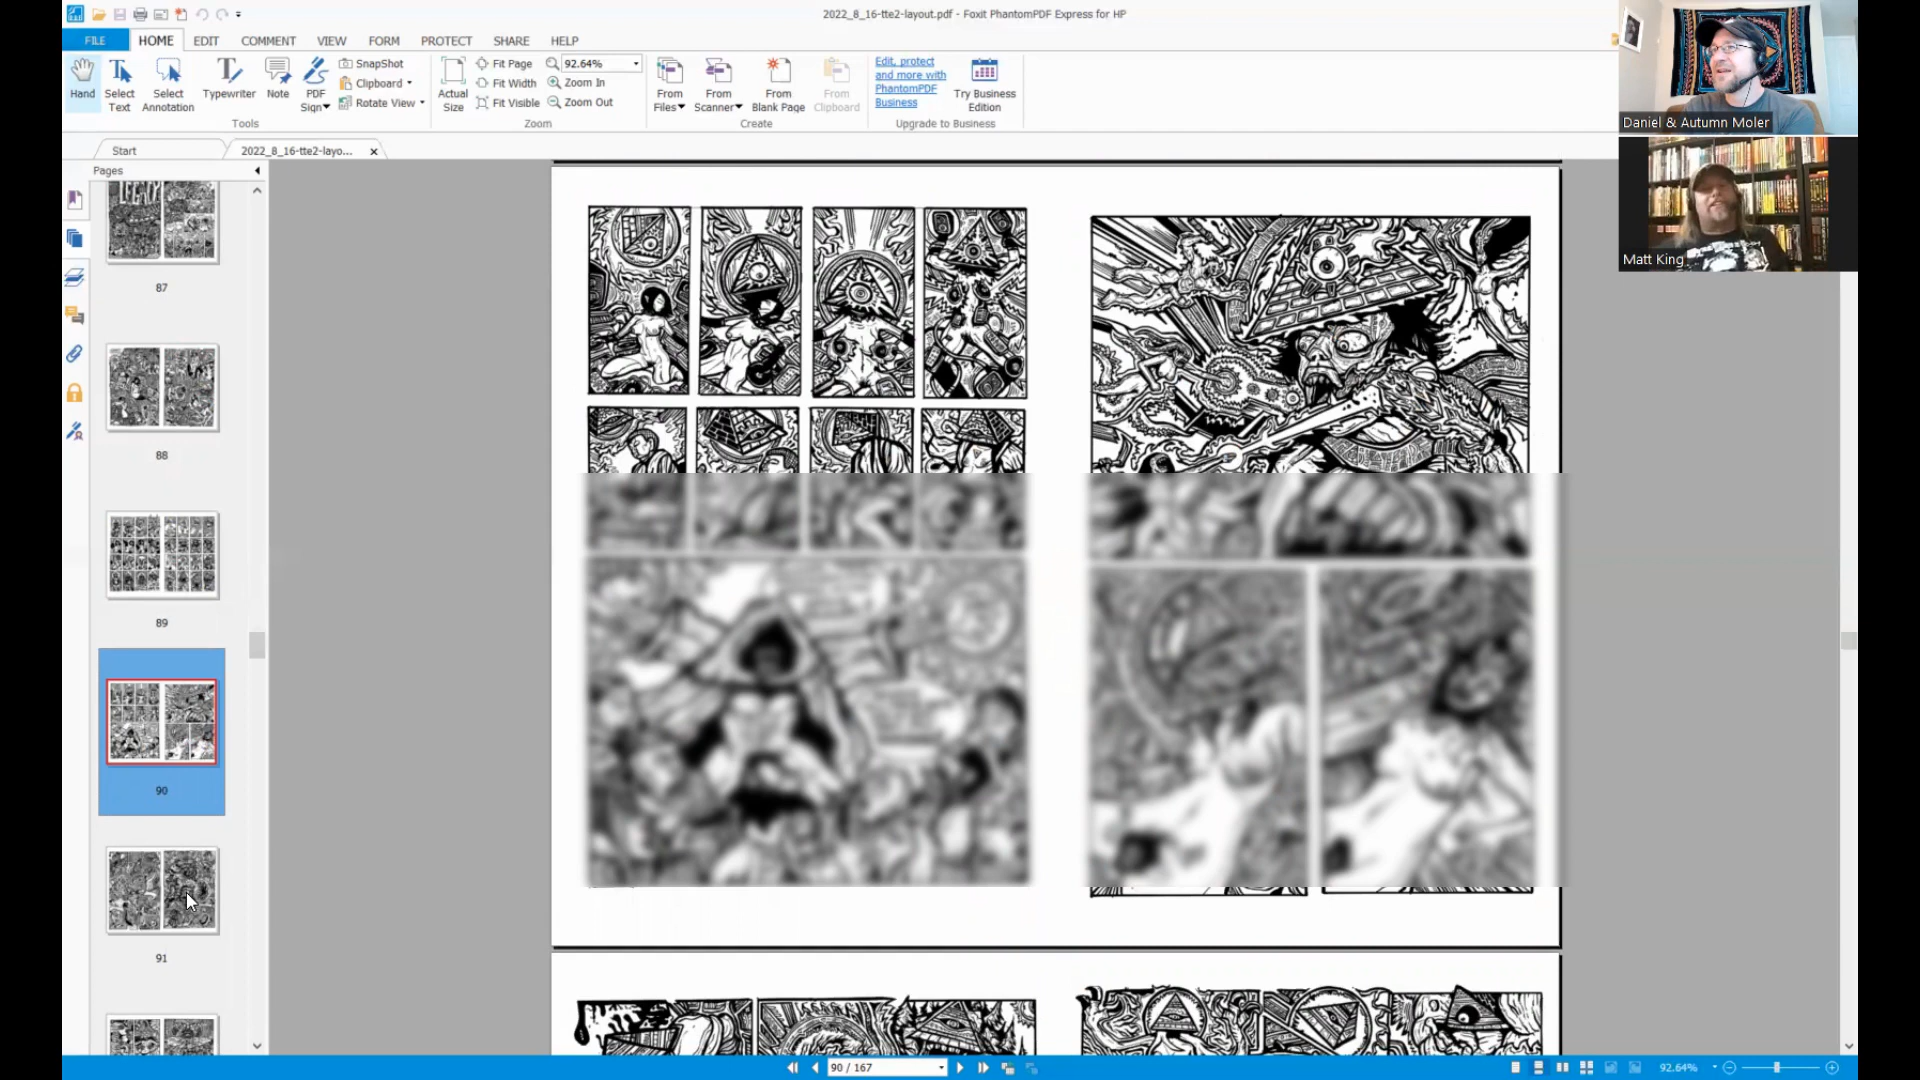 2022_8_16-tte2-layout.pdf - Foxit PhantomPDF Express for HP
FILE HOME EDIT COMMENT VIEW FORM PROTECT SHARE HELP
Hand
Select Text
Select Annotation
Typewriter
Note
PDF Sign
SnapShot
Clipboard
Rotate View
Tools
Actual Size
Fit Page
Fit Width
Fit Visible
92.64%
Zoom In
Zoom Out
Zoom
From Files
From Scanner
From Blank Page
From Clipboard
Create
Edit, protect
and more with
PhantomPDF
Business
Try Business Edition
Upgrade to Business
Daniel & Autumn Moler
Matt King
Start
2022_8_16-tte2-layo...
Pages
87
88
89
90
91
90 / 167
92.64%